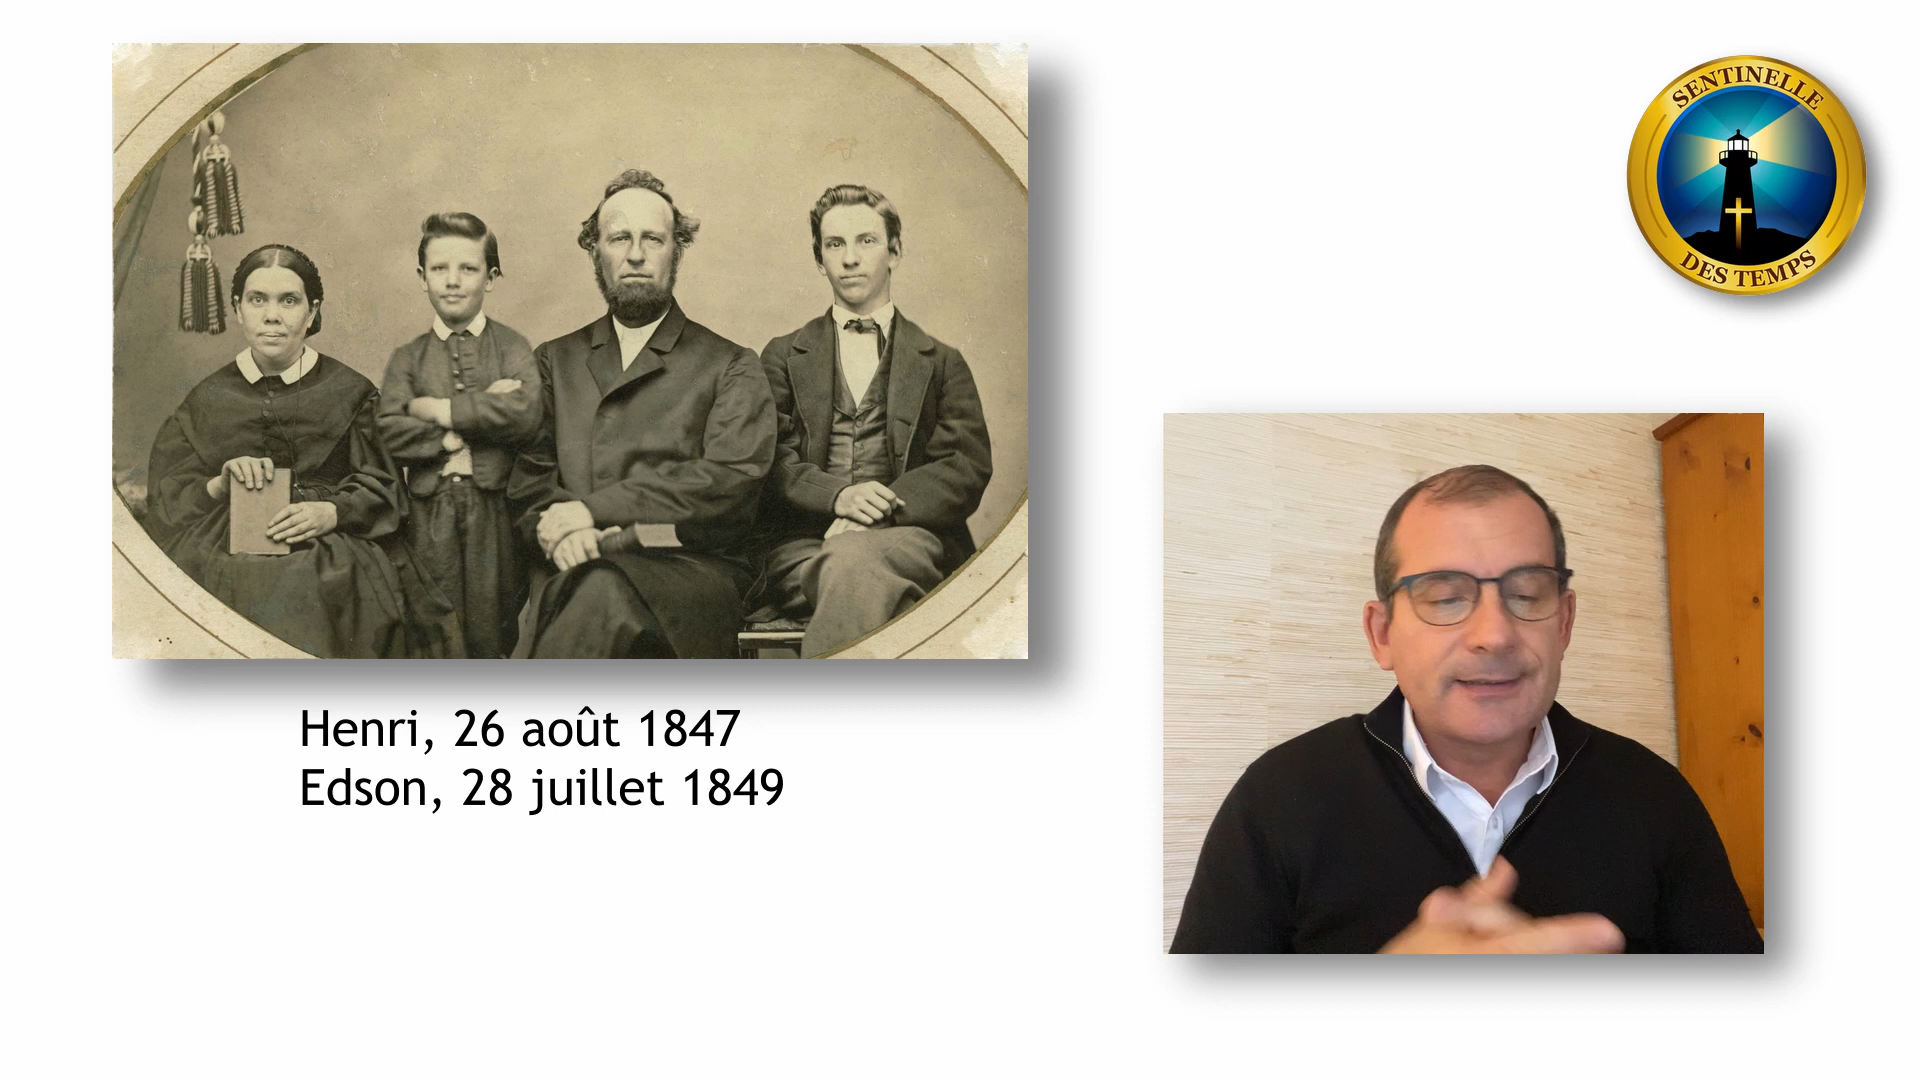 SENTINELLE
DES TEMPS
Henri, 26 août 1847
Edson, 28 juillet 1849